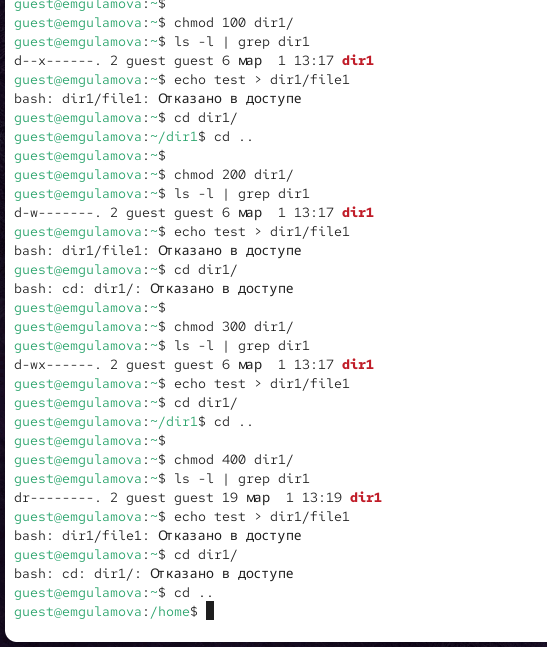 guest@emgulamova:~$
guest@emgulamova:~$ chmod 100 dir1/
guest@emgulamova:~$ ls -l | grep dir1
d--x------. 2 guest guest 6 мар  1 13:17 dir1
guest@emgulamova:~$ echo test > dir1/file1
bash: dir1/file1: Отказано в доступе
guest@emgulamova:~$ cd dir1/
guest@emgulamova:~/dir1$ cd ..
guest@emgulamova:~$
guest@emgulamova:~$ chmod 200 dir1/
guest@emgulamova:~$ ls -l | grep dir1
d-w-------. 2 guest guest 6 мар  1 13:17 dir1
guest@emgulamova:~$ echo test > dir1/file1
bash: dir1/file1: Отказано в доступе
guest@emgulamova:~$ cd dir1/
bash: cd: dir1/: Отказано в доступе
guest@emgulamova:~$
guest@emgulamova:~$ chmod 300 dir1/
guest@emgulamova:~$ ls -l | grep dir1
d-wx------. 2 guest guest 6 мар  1 13:17 dir1
guest@emgulamova:~$ echo test > dir1/file1
guest@emgulamova:~$ cd dir1/
guest@emgulamova:~/dir1$ cd ..
guest@emgulamova:~$
guest@emgulamova:~$ chmod 400 dir1/
guest@emgulamova:~$ ls -l | grep dir1
dr--------. 2 guest guest 19 мар  1 13:19 dir1
guest@emgulamova:~$ echo test > dir1/file1
bash: dir1/file1: Отказано в доступе
guest@emgulamova:~$ cd dir1/
bash: cd: dir1/: Отказано в доступе
guest@emgulamova:~$ cd ..
guest@emgulamova:/home$